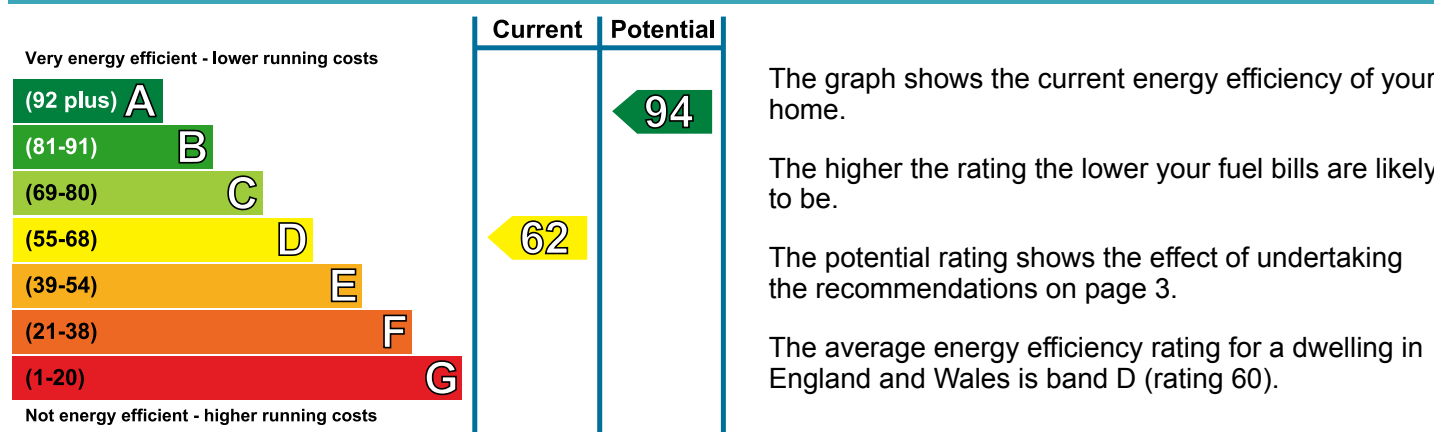 Current Potential
Very energy efficient - lower running costs
(92 plus) A
94
(81-91) B
(69-80) C
(55-68) D
62
(39-54) E
(21-38) F
(1-20) G
Not energy efficient - higher running costs
The graph shows the current energy efficiency of your
home.
The higher the rating the lower your fuel bills are likely
to be.
The potential rating shows the effect of undertaking
the recommendations on page 3.
The average energy efficiency rating for a dwelling in
England and Wales is band D (rating 60).